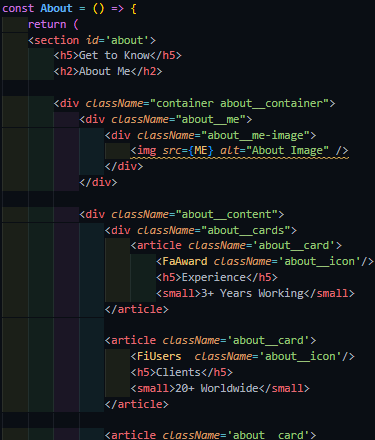 const About = () => {
return (
<section id='about'>
<h5>Get to Know</h5>
<h2>About Me</h2>
<div className="container about__container">
<div className="about__me">
<div className="about__me-image">
<img src={ME} alt="About Image" />
</div>
</div>
<div className="about__content">
<div className="about__cards">
<article className='about__card'>
<FaAward className='about__icon'/>
<h5>Experience</h5>
<small>3+ Years Working</small>
</article>
<article className='about__card'>
<FiUsers  className='about__icon'/>
<h5>Clients</h5>
<small>20+ Worldwide</small>
</article>
<article className='about__card'>